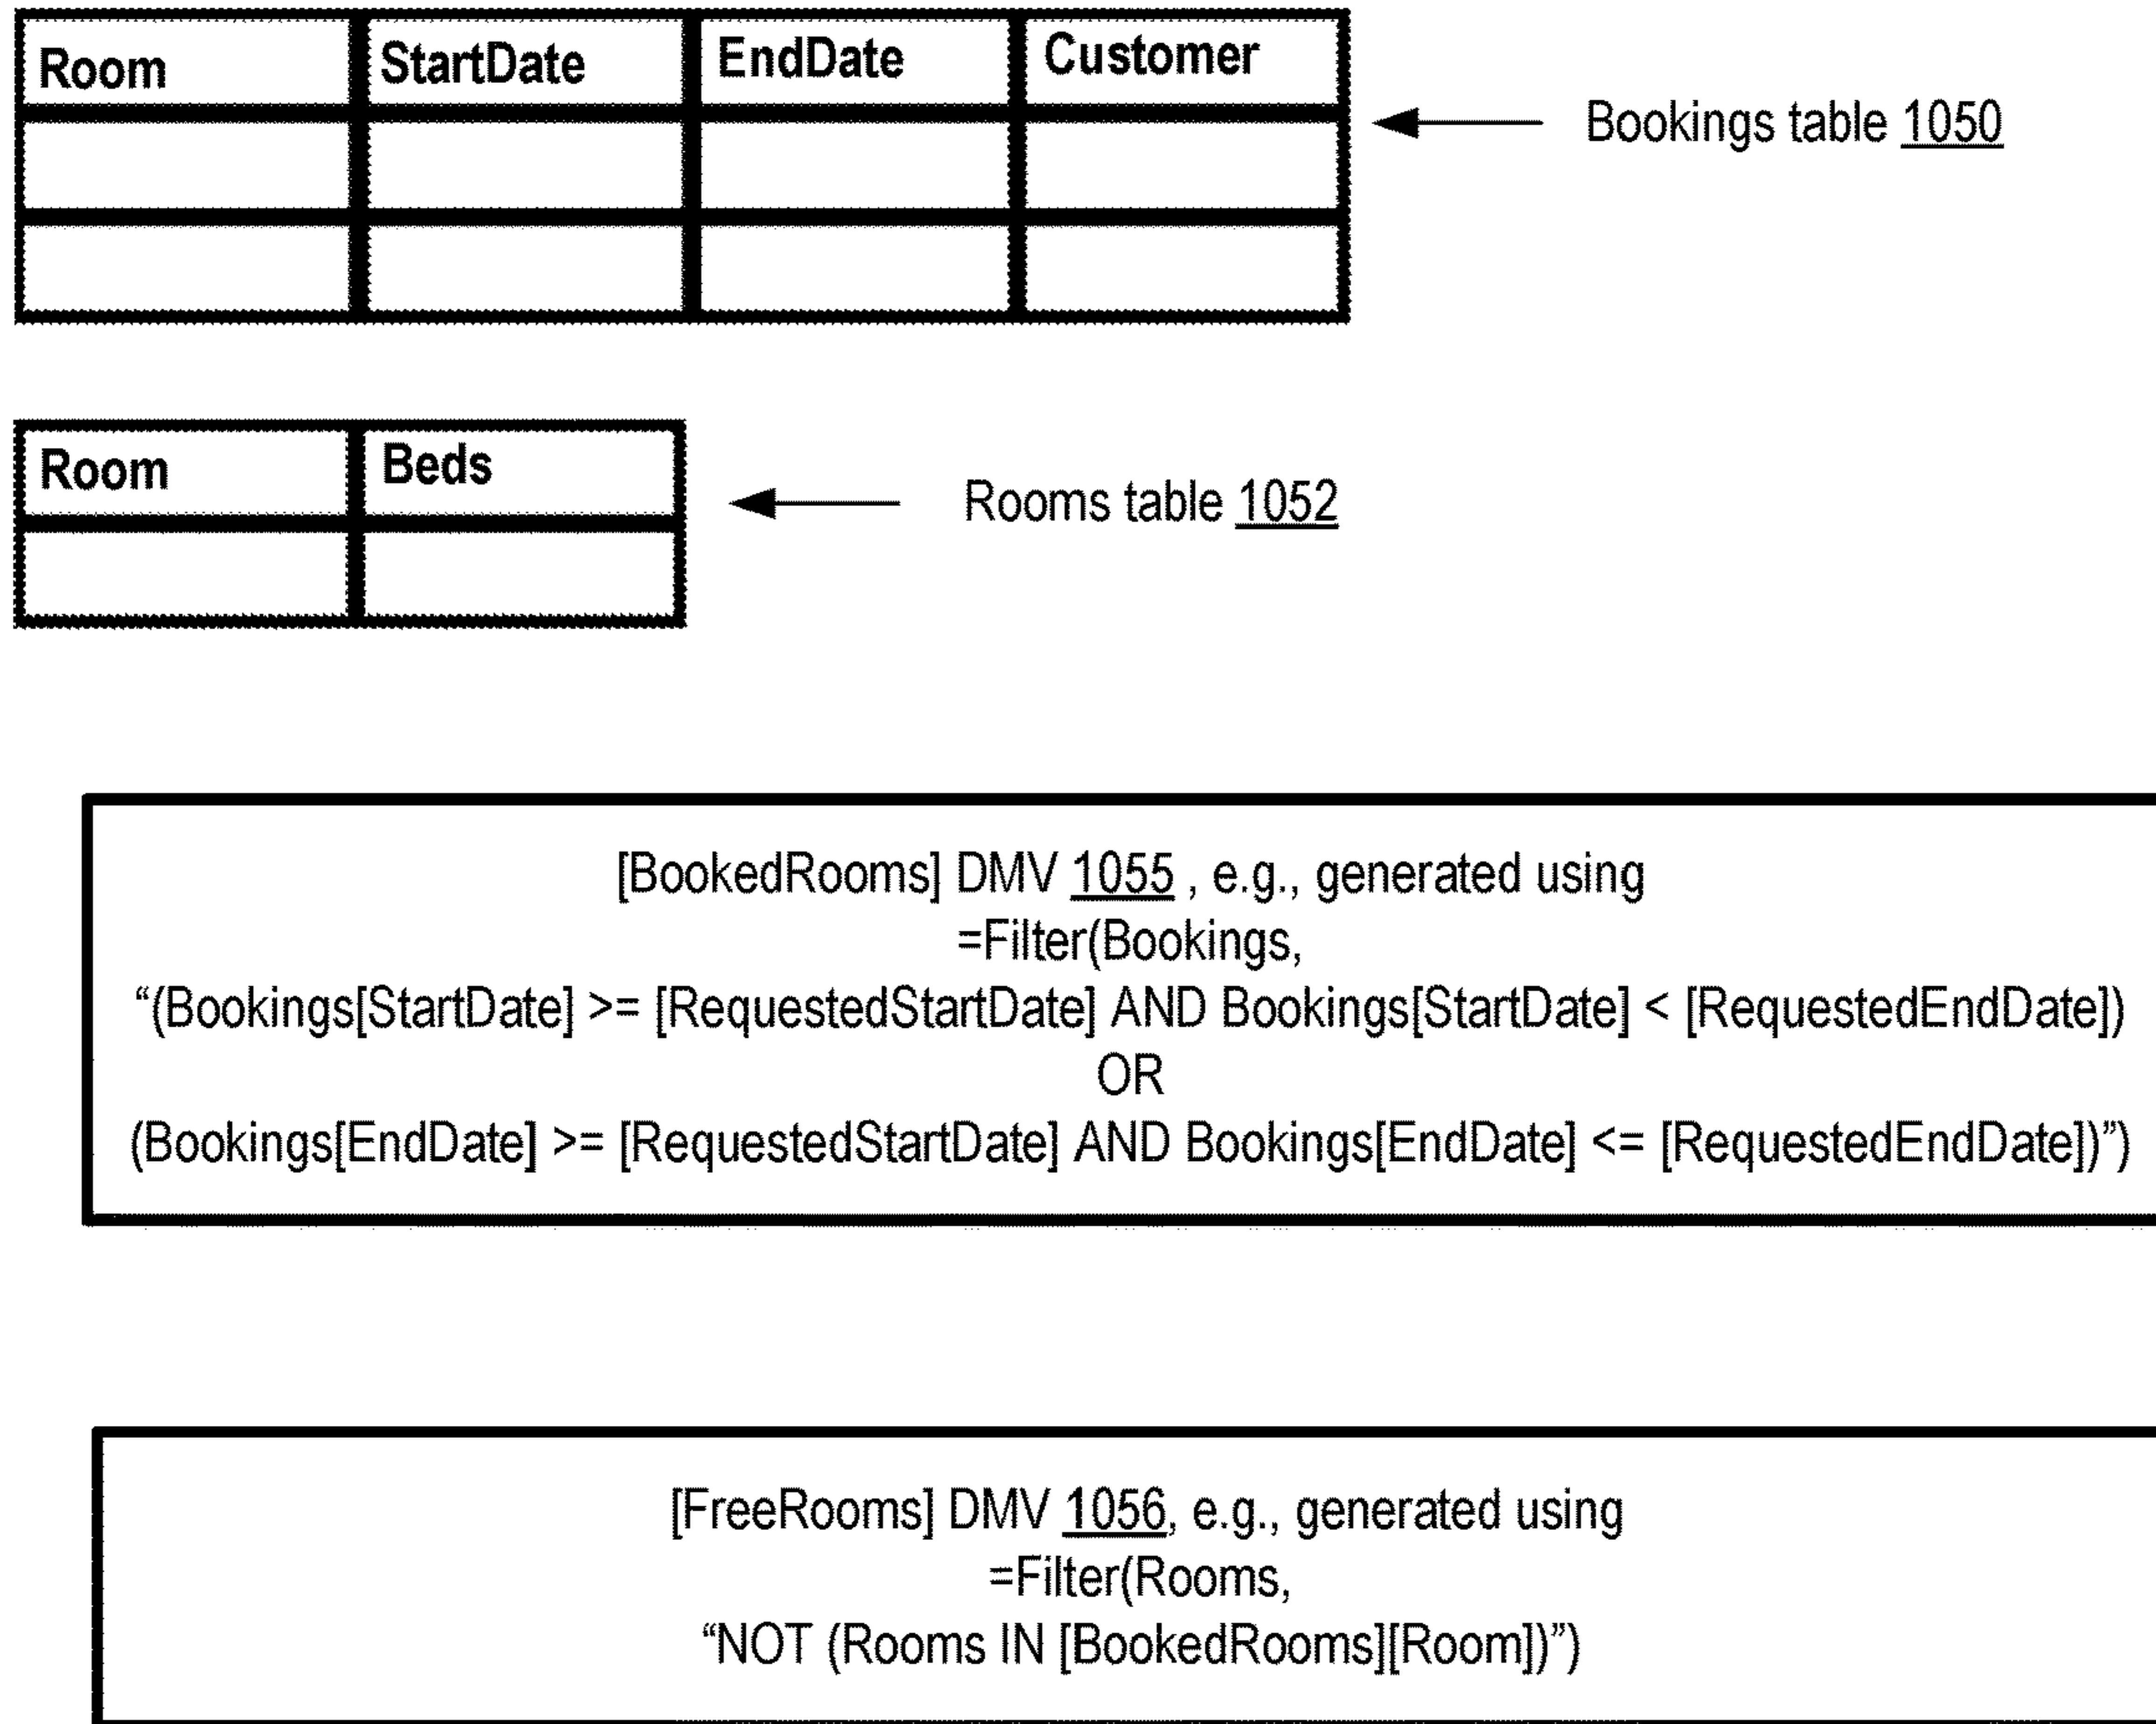 Room StartDate EndDate Customer
Bookings table 1050
Room Beds
Rooms table 1052
[BookedRooms] DMV 1055 , e.g., generated using
=Filter(Bookings,
“(Bookings[StartDate] >= [RequestedStartDate] AND Bookings[StartDate] < [RequestedEndDate])
OR
(Bookings[EndDate] >= [RequestedStartDate] AND Bookings[EndDate] <= [RequestedEndDate])”)
[FreeRooms] DMV 1056, e.g., generated using
=Filter(Rooms,
“NOT (Rooms IN [BookedRooms][Room])”)